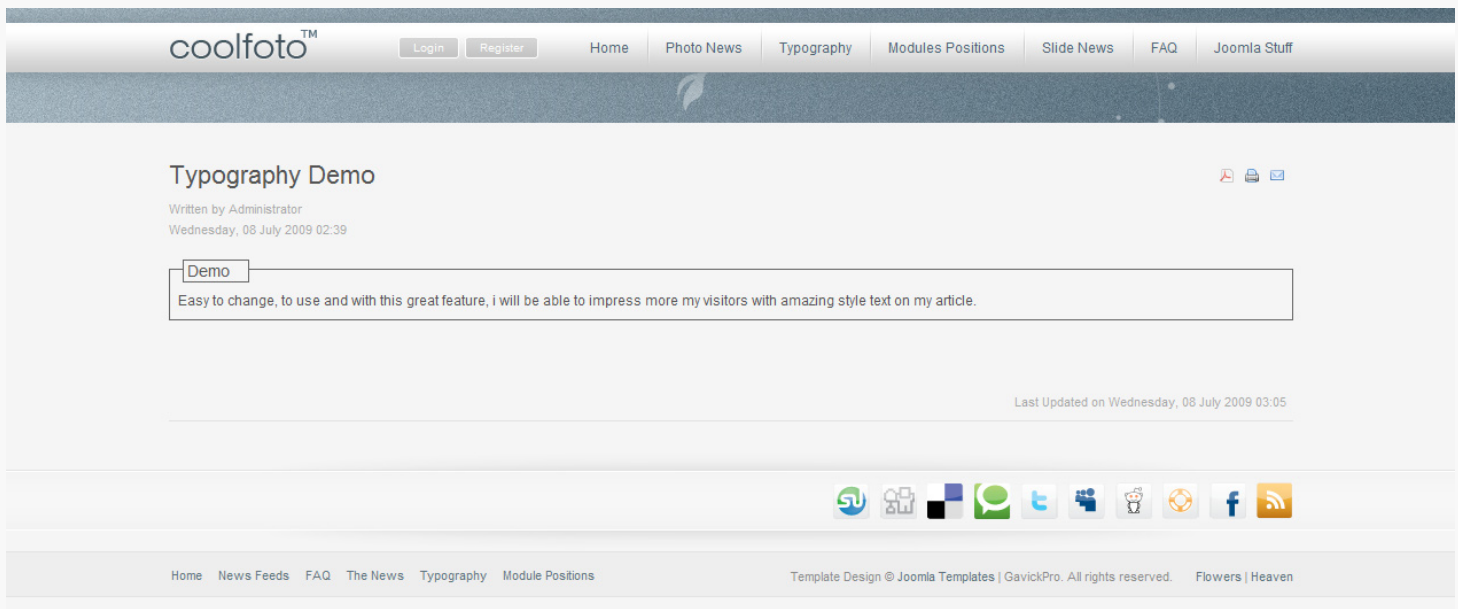 coolfoto™
Login Register Home Photo News Typography Modules Positions Slide News FAQ Joomla Stuff
Typography Demo
Written by Administrator
Wednesday, 08 July 2009 02:39
Demo
Easy to change, to use and with this great feature, i will be able to impress more my visitors with amazing style text on my article.
Last Updated on Wednesday, 08 July 2009 03:05
Home News Feeds FAQ The News Typography Module Positions
Template Design © Joomla Templates | GavickPro. All rights reserved. Flowers | Heaven